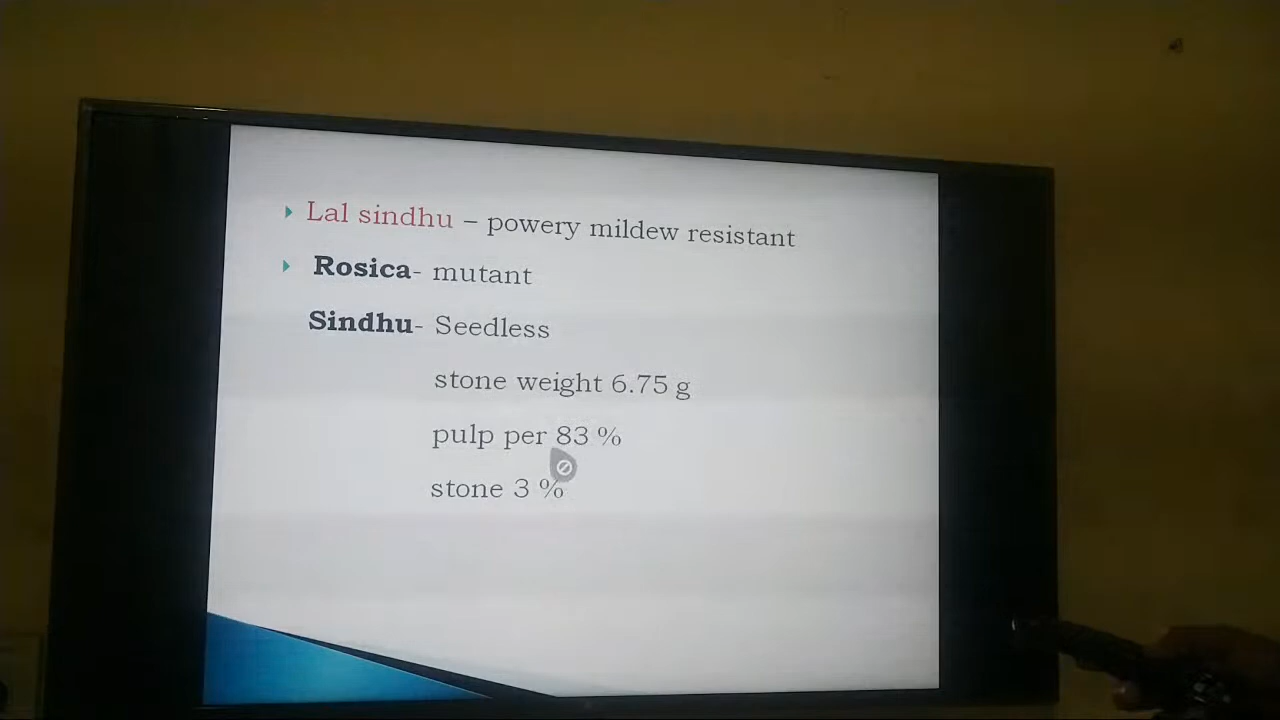 Lal sindhu – powery mildew resistant
Rosica- mutant
Sindhu- Seedless
stone weight 6.75 g
pulp per 83 %
stone 3 %